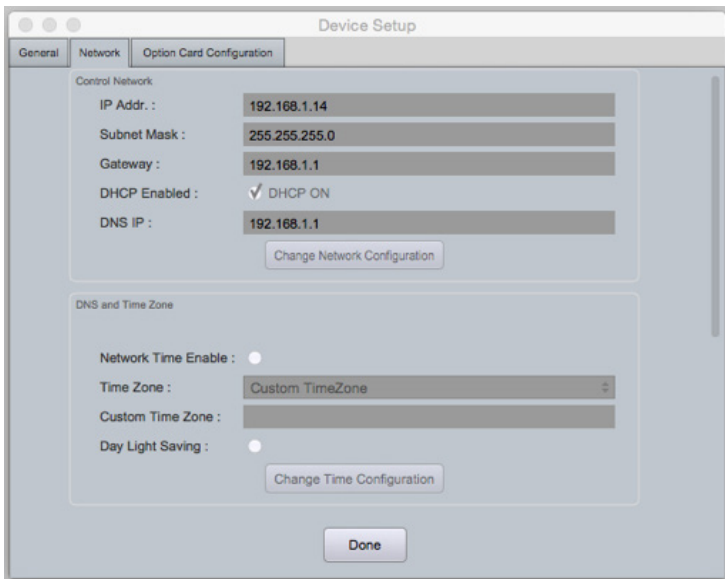 Device Setup
General Network Option Card Configuration
Control Network
IP Addr. : 192.168.1.14
Subnet Mask : 255.255.255.0
Gateway : 192.168.1.1
DHCP Enabled : DHCP ON
DNS IP : 192.168.1.1
Change Network Configuration
DNS and Time Zone
Network Time Enable :
Time Zone : Custom TimeZone
Custom Time Zone :
Day Light Saving :
Change Time Configuration
Done